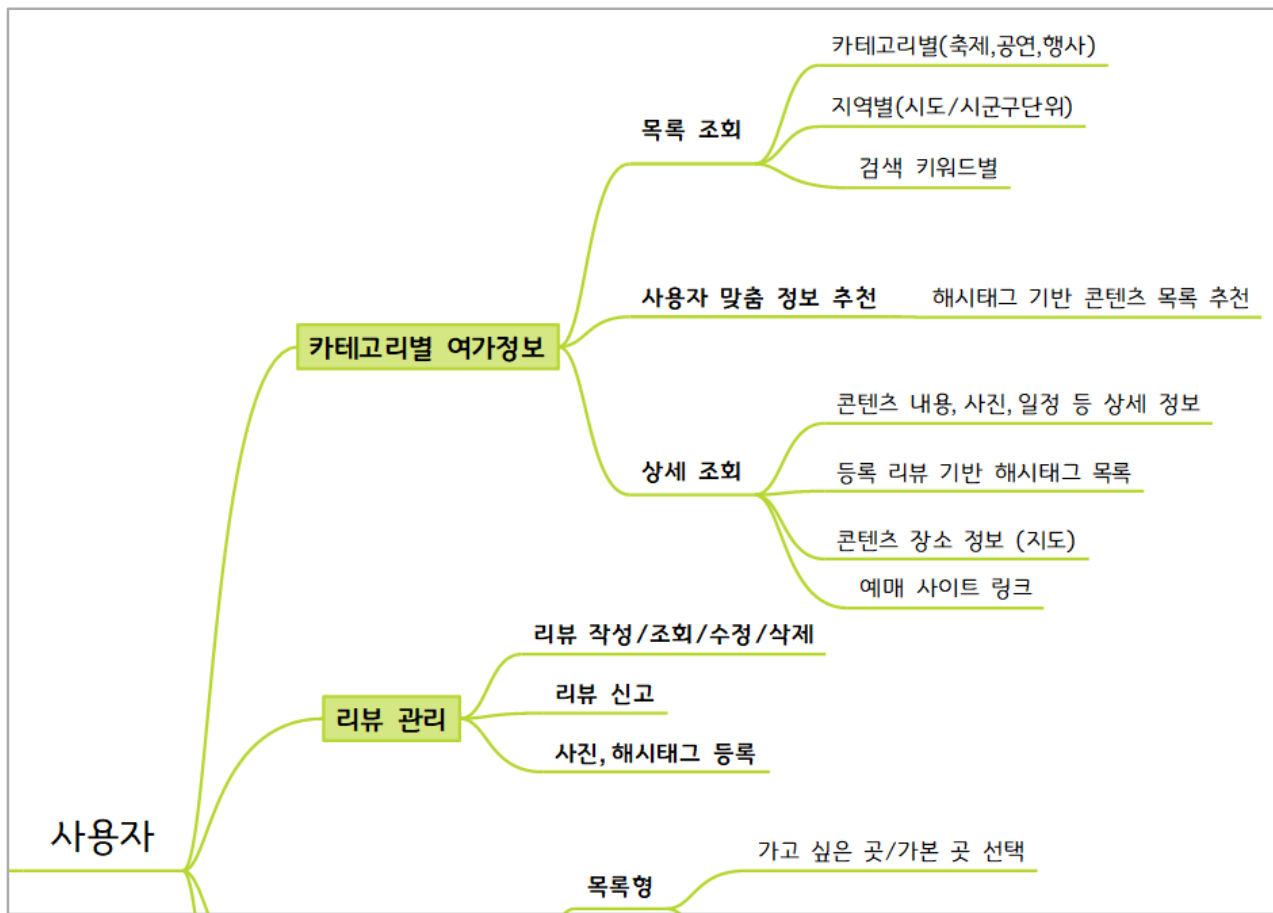 카테고리별(축제,공연,행사)
지역별(시도/시군구단위)
목록 조회
검색 키워드별
사용자 맞춤 정보 추천
해시태그 기반 콘텐츠 목록 추천
카테고리별 여가정보
콘텐츠 내용, 사진, 일정 등 상세 정보
상세 조회
등록 리뷰 기반 해시태그 목록
콘텐츠 장소 정보 (지도)
예매 사이트 링크
리뷰 작성/조회/수정/삭제
리뷰 신고
리뷰 관리
사진, 해시태그 등록
사용자
가고 싶은 곳/가본 곳 선택
목록형